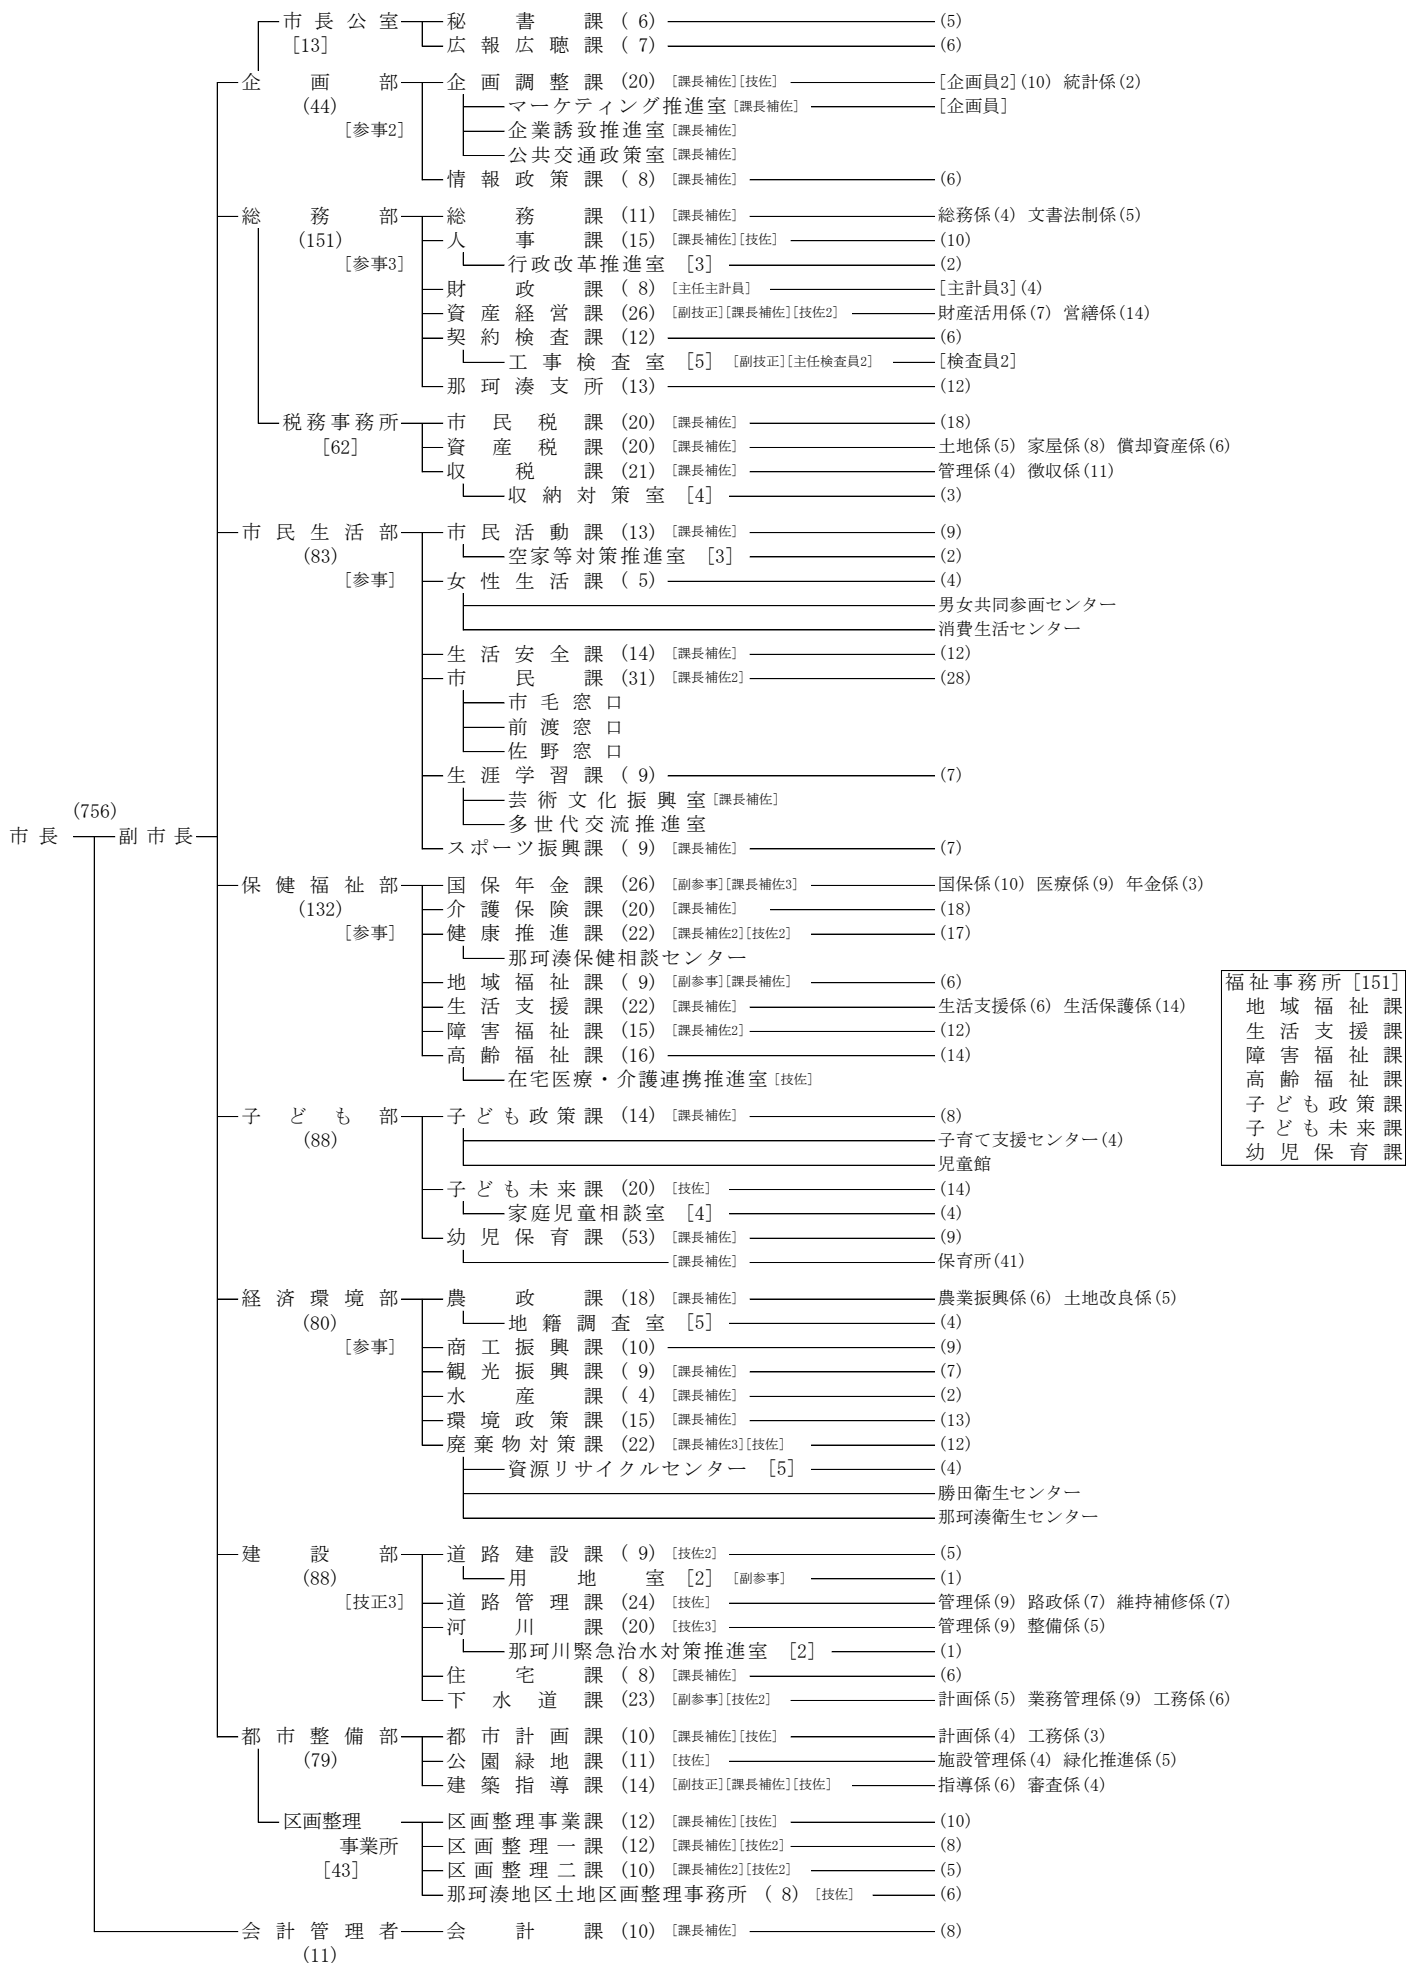 市長公室 秘書課 ( 6) (5)
[13] 広報広聴課 ( 7) (6)
企画部 企画調整課 (20) [課長補佐][技佐] [企画員2](10) 統計係(2)
(44) マーケティング推進室 [課長補佐] [企画員]
[参事2] 企業誘致推進室 [課長補佐]
公共交通政策室 [課長補佐]
情報政策課 ( 8) [課長補佐] (6)
総務部 総務課 (11) [課長補佐] 総務係(4) 文書法制係(5)
(151) 人事課 (15) [課長補佐][技佐] (10)
[参事3] 行政改革推進室 [3] (2)
財政課 ( 8) [主任主計員] [主計員3](4)
資産経営課 (26) [副技正][課長補佐][技佐2] 財産活用係(7) 営繕係(14)
契約検査課 (12) (6)
工事検査室 [5] [副技正][主任検査員2] [検査員2]
那珂湊支所 (13) (12)
税務事務所 市民税課 (20) [課長補佐] (18)
[62] 資産税課 (20) [課長補佐] 土地係(5) 家屋係(8) 償却資産係(6)
収税課 (21) [課長補佐] 管理係(4) 徴収係(11)
収納対策室 [4] (3)
市民生活部 市民活動課 (13) [課長補佐] (9)
(83) 空家等対策推進室 [3] (2)
[参事] 女性生活課 ( 5) (4)
男女共同参画センター
消費生活センター
生活安全課 (14) [課長補佐] (12)
市民課 (31) [課長補佐2] (28)
市毛窓口
前渡窓口
佐野窓口
生涯学習課 ( 9) (7)
芸術文化振興室 [課長補佐]
(756) 多世代交流推進室
市長 副市長
スポーツ振興課 ( 9) [課長補佐] (7)
保健福祉部 国保年金課 (26) [副参事][課長補佐3] 国保係(10) 医療係(9) 年金係(3)
(132) 介護保険課 (20) [課長補佐] (18)
[参事] 健康推進課 (22) [課長補佐2][技佐2] (17)
那珂湊保健相談センター
地域福祉課 ( 9) [副参事][課長補佐] (6)
生活支援課 (22) [課長補佐] 生活支援係(6) 生活保護係(14)
障害福祉課 (15) [課長補佐2] (12)
高齢福祉課 (16) (14)
在宅医療・介護連携推進室 [技佐]
福祉事務所 [151]
地域福祉課
生活支援課
障害福祉課
高齢福祉課
子ども政策課
子ども未来課
幼児保育課
子ども部 子ども政策課 (14) [課長補佐] (8)
(88) 子育て支援センター(4)
児童館
子ども未来課 (20) [技佐] (14)
家庭児童相談室 [4] (4)
幼児保育課 (53) [課長補佐] (9)
[課長補佐] 保育所(41)
経済環境部 農政課 (18) [課長補佐] 農業振興係(6) 土地改良係(5)
(80) 地籍調査室 [5] (4)
[参事] 商工振興課 (10) (9)
観光振興課 ( 9) [課長補佐] (7)
水産課 ( 4) [課長補佐] (2)
環境政策課 (15) [課長補佐] (13)
廃棄物対策課 (22) [課長補佐3][技佐] (12)
資源リサイクルセンター [5] (4)
勝田衛生センター
那珂湊衛生センター
建設部 道路建設課 ( 9) [技佐2] (5)
(88) 用地室 [2] [副参事] (1)
[技正3] 道路管理課 (24) [技佐] 管理係(9) 路政係(7) 維持補修係(7)
河川課 (20) [技佐3] 管理係(9) 整備係(5)
那珂川緊急治水対策推進室 [2] (1)
住宅課 ( 8) [課長補佐] (6)
下水道課 (23) [副参事][技佐2] 計画係(5) 業務管理係(9) 工務係(6)
都市整備部 都市計画課 (10) [課長補佐][技佐] 計画係(4) 工務係(3)
(79) 公園緑地課 (11) [技佐] 施設管理係(4) 緑化推進係(5)
建築指導課 (14) [副技正][課長補佐][技佐] 指導係(6) 審査係(4)
区画整理 区画整理事業課 (12) [課長補佐][技佐] (10)
事業所 区画整理一課 (12) [課長補佐][技佐2] (8)
[43] 区画整理二課 (10) [課長補佐2][技佐2] (5)
那珂湊地区土地区画整理事務所 ( 8) [技佐] (6)
会計管理者 会計課 (10) [課長補佐] (8)
(11)